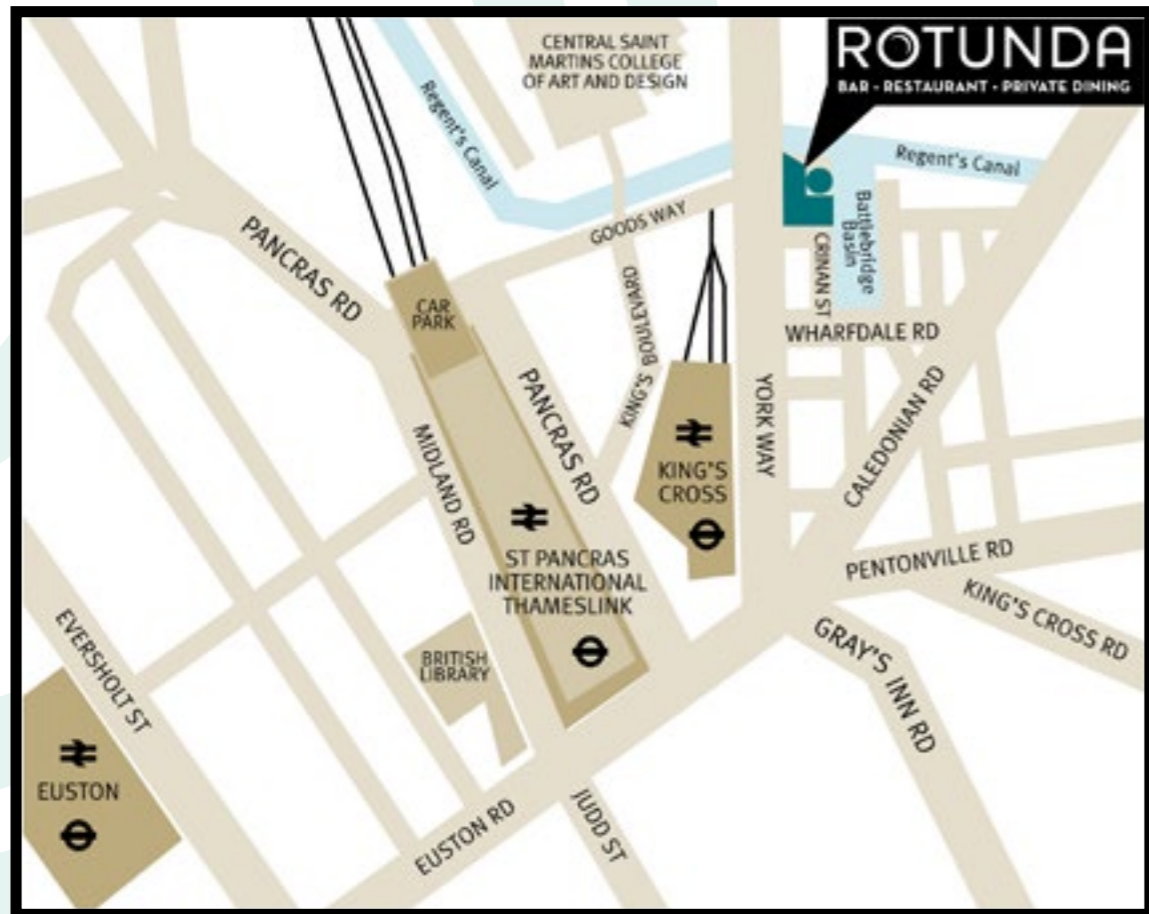 ROTUNDA
BAR - RESTAURANT - PRIVATE DINING
CENTRAL SAINT
MARTINS COLLEGE
OF ART AND DESIGN
Regent's Canal
Regent's Canal
GOODS WAY
Battlebridge
Basin
CRINAN ST
PANCRAS RD
CAR
PARK
KING'S BOULEVARD
WHARFDALE RD
PANCRAS RD
YORK WAY
CALEDONIAN RD
MIDLAND RD
KING'S
CROSS
ST PANCRAS
INTERNATIONAL
THAMESLINK
PENTONVILLE RD
KING'S CROSS RD
GRAY'S INN RD
BRITISH
LIBRARY
EVERSHOLT ST
EUSTON
EUSTON RD
JUDD ST